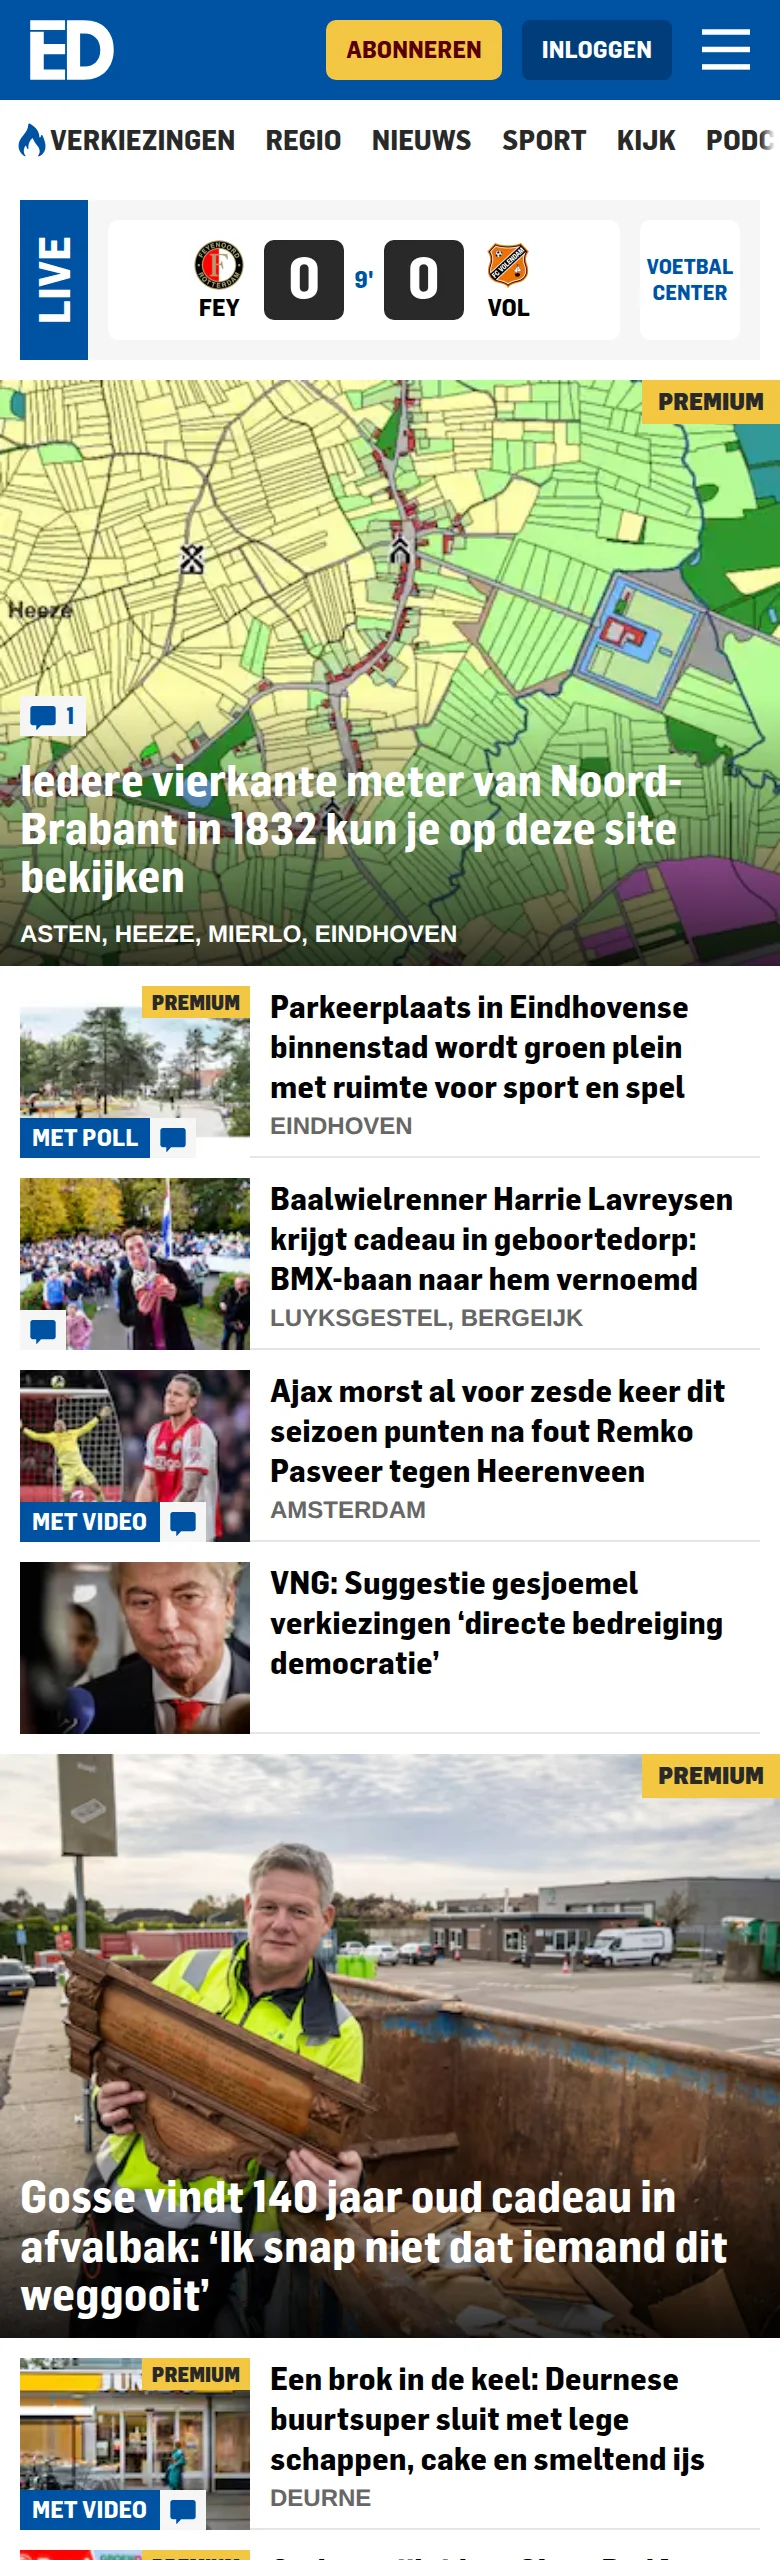 ED
ABONNEREN
INLOGGEN
VERKIEZINGEN REGIO NIEUWS SPORT KIJK PODC
LIVE
FEY
0
9'
0
VOL
VOETBAL
CENTER
PREMIUM
Heeze
1
Iedere vierkante meter van Noord-
Brabant in 1832 kun je op deze site
bekijken
ASTEN, HEEZE, MIERLO, EINDHOVEN
PREMIUM
MET POLL
Parkeerplaats in Eindhovense
binnenstad wordt groen plein
met ruimte voor sport en spel
EINDHOVEN
Baalwielrenner Harrie Lavreysen
krijgt cadeau in geboortedorp:
BMX-baan naar hem vernoemd
LUYKSGESTEL, BERGEIJK
MET VIDEO
Ajax morst al voor zesde keer dit
seizoen punten na fout Remko
Pasveer tegen Heerenveen
AMSTERDAM
VNG: Suggestie gesjoemel
verkiezingen ‘directe bedreiging
democratie’
PREMIUM
Gosse vindt 140 jaar oud cadeau in
afvalbak: ‘Ik snap niet dat iemand dit
weggooit’
PREMIUM
MET VIDEO
Een brok in de keel: Deurnese
buurtsuper sluit met lege
schappen, cake en smeltend ijs
DEURNE
PREMIUM